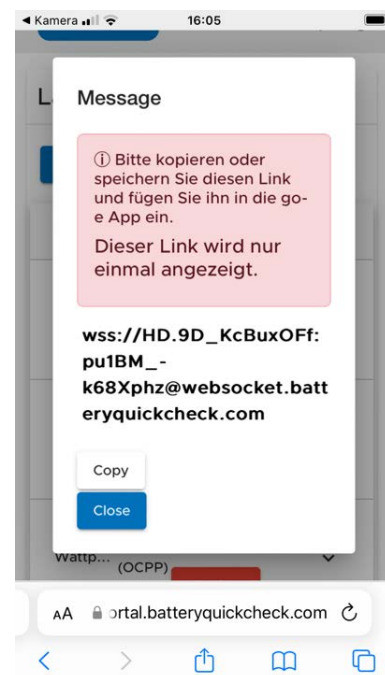 Kamera
16:05
Message
ⓘ Bitte kopieren oder
speichern Sie diesen Link
und fügen Sie ihn in die go-
e App ein.
Dieser Link wird nur
einmal angezeigt.
wss://HD.9D_KcBuxOFf:
pu1BM_-
k68Xphz@websocket.batt
eryquickcheck.com
Copy
Close
Wattp...
(OCPP)
AA
ortal.batteryquickcheck.com